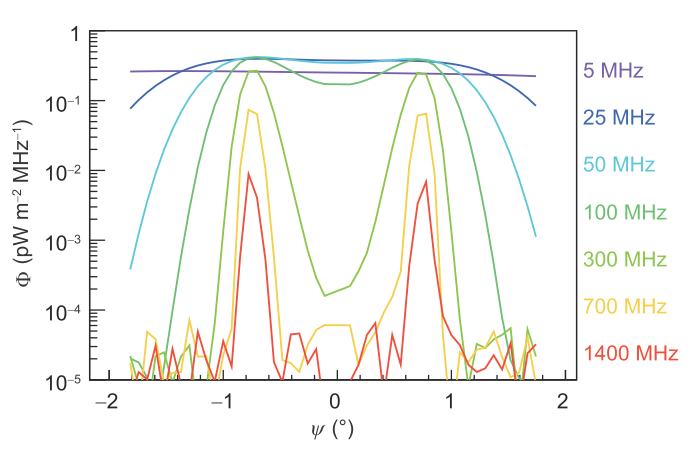 1
10⁻¹
10⁻²
10⁻³
10⁻⁴
10⁻⁵
Φ (pW m⁻² MHz⁻¹)
−2 −1 0 1 2
ψ (°)
5 MHz
25 MHz
50 MHz
100 MHz
300 MHz
700 MHz
1400 MHz